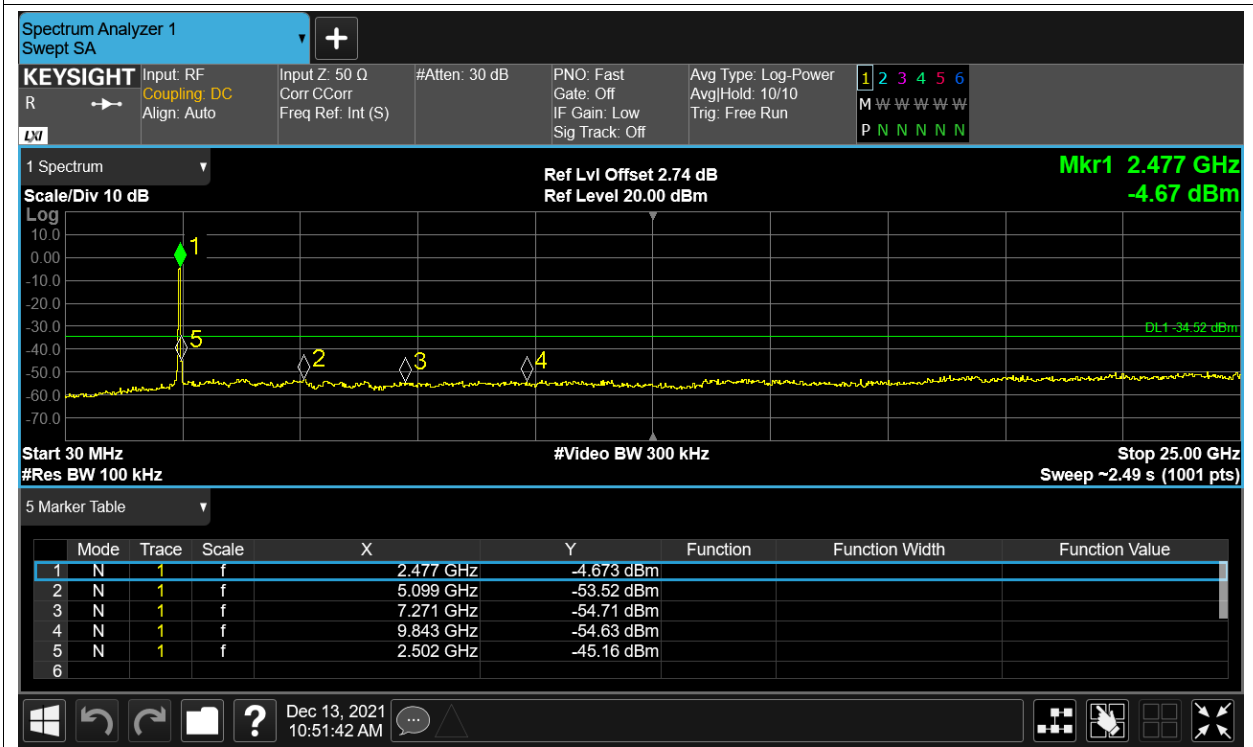 Spectrum Analyzer 1
Swept SA
KEYSIGHT Input: RF Input Z: 50 Ω #Atten: 30 dB PNO: Fast Avg Type: Log-Power 1 2 3 4 5 6
R Coupling: DC Corr CCorr Gate: Off Avg|Hold: 10/10 M W W W W W
Align: Auto Freq Ref: Int (S) IF Gain: Low Trig: Free Run
LXI Sig Track: Off P N N N N N
1 Spectrum Ref Lvl Offset 2.74 dB Mkr1 2.477 GHz
Scale/Div 10 dB Ref Level 20.00 dBm -4.67 dBm
Log
10.0
1
0.00
-10.0
-20.0
-30.0
DL1 -34.52 dBm
5
-40.0
2 3 4
-50.0
-60.0
-70.0
Start 30 MHz #Video BW 300 kHz Stop 25.00 GHz
#Res BW 100 kHz Sweep ~2.49 s (1001 pts)
5 Marker Table
Mode Trace Scale X Y Function Function Width Function Value
1 N 1 f 2.477 GHz -4.673 dBm
2 N 1 f 5.099 GHz -53.52 dBm
3 N 1 f 7.271 GHz -54.71 dBm
4 N 1 f 9.843 GHz -54.63 dBm
5 N 1 f 2.502 GHz -45.16 dBm
6
? Dec 13, 2021
10:51:42 AM